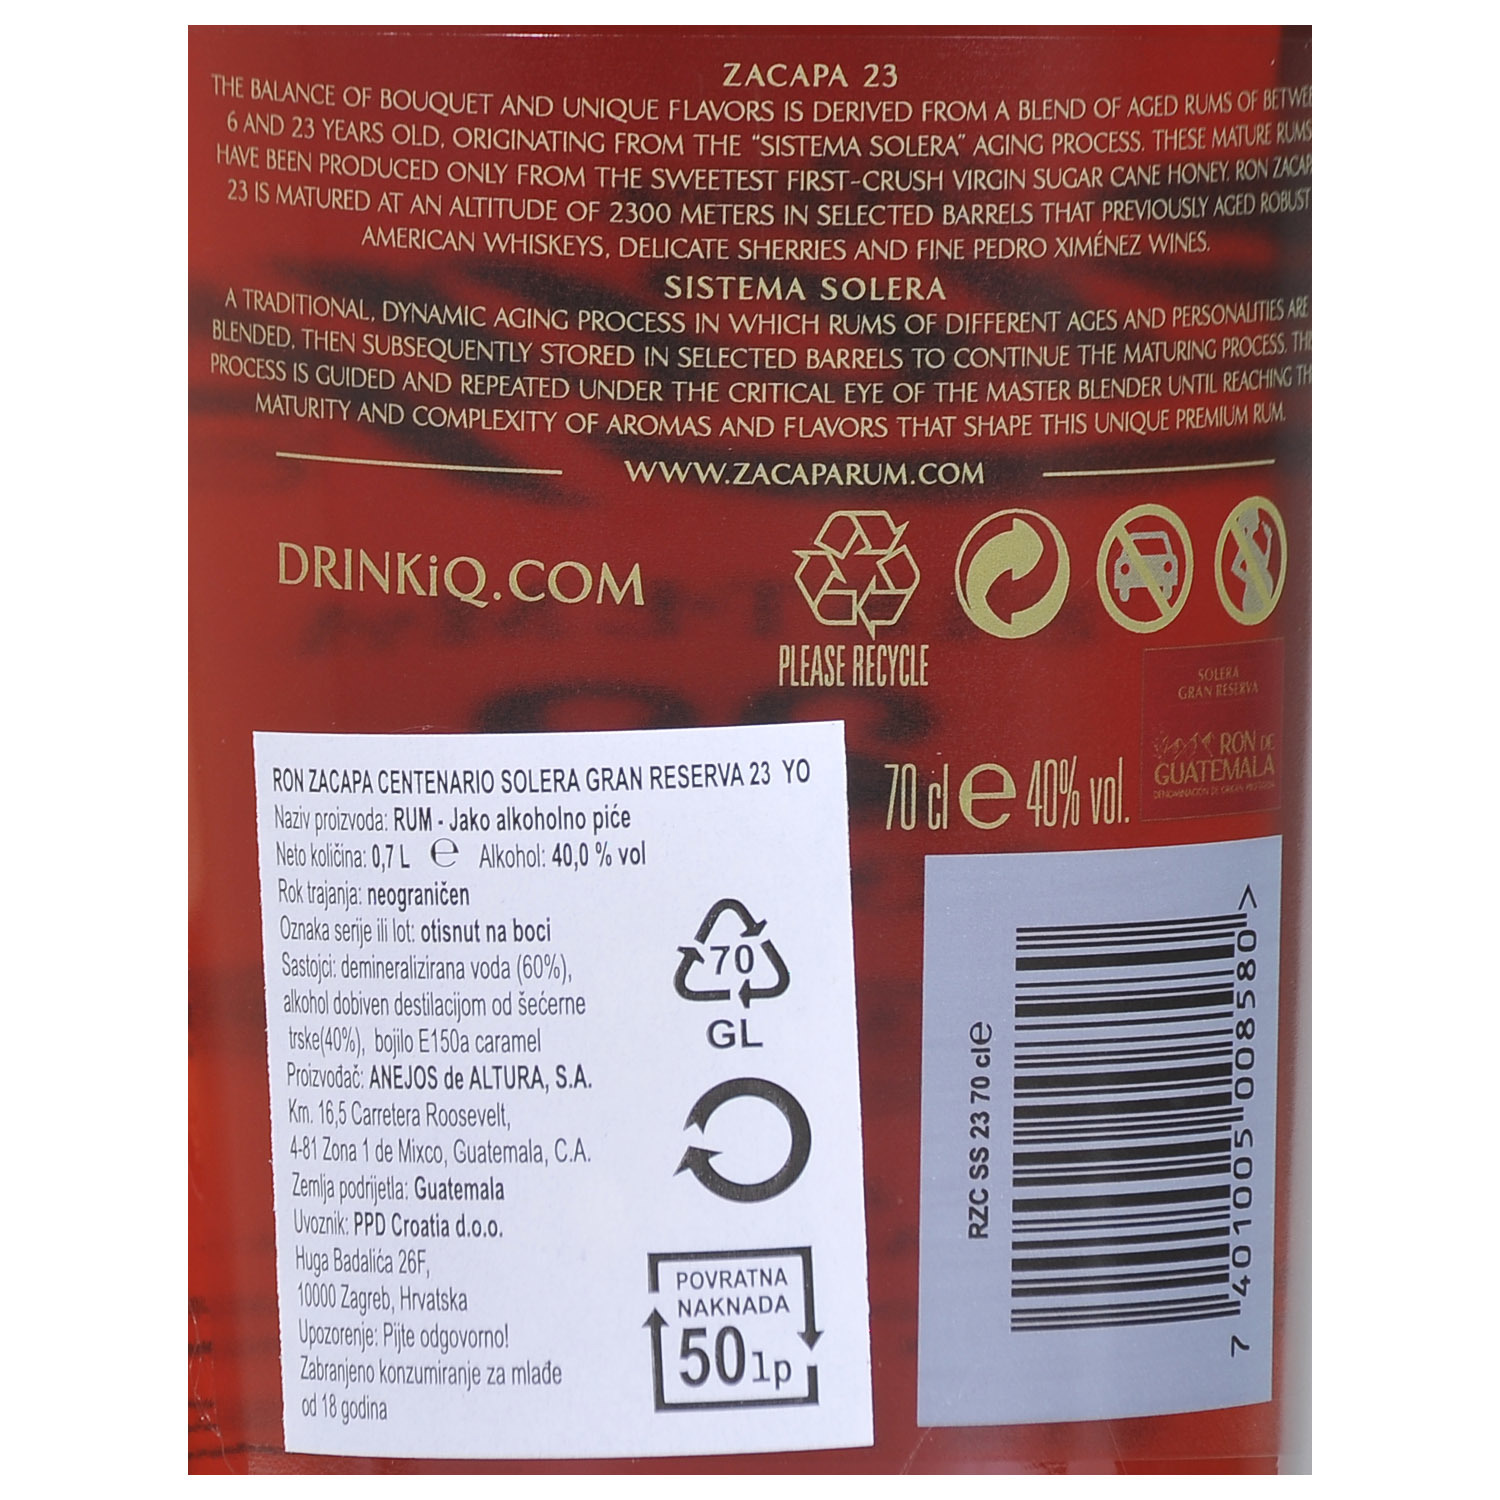 ZACAPA 23
THE BALANCE OF BOUQUET AND UNIQUE FLAVORS IS DERIVED FROM A BLEND OF AGED RUMS OF
6 AND 23 YEARS OLD, ORIGINATING FROM THE "SISTEMA SOLERA" AGING PROCESS. THESE MATURE RUMS
HAVE BEEN PRODUCED ONLY FROM THE SWEETEST FIRST-CRUSH VIRGIN SUGAR CANE HONEY. RON
23 IS MATURED AT AN ALTITUDE OF 2300 METERS IN SELECTED BARRELS THAT PREVIOUSLY AGED ROBUST
AMERICAN WHISKEYS, DELICATE SHERRIES AND FINE PEDRO XIMÉNEZ WINES.
SISTEMA SOLERA
A TRADITIONAL, DYNAMIC AGING PROCESS IN WHICH RUMS OF DIFFERENT AGES AND PERSONALITIES ARE
BLENDED, THEN SUBSEQUENTLY STORED IN SELECTED BARRELS TO CONTINUE THE MATURING PROCESS.
PROCESS IS GUIDED AND REPEATED UNDER THE CRITICAL EYE OF THE MASTER BLENDER UNTIL REACHING
MATURITY AND COMPLEXITY OF AROMAS AND FLAVORS THAT SHAPE THIS UNIQUE PREMIUM RUM.
WWW.ZACAPARUM.COM
DRINKiQ.COM
PLEASE RECYCLE
SOLERA
GRAN RESERVA
RON DE
GUATEMALA
DENOMINACIÓN DE ORIGEN PROTEGIDA
70 cl e 40% vol.
RON ZACAPA CENTENARIO SOLERA GRAN RESERVA 23 YO
Naziv proizvoda: RUM - Jako alkoholno piće
Neto količina: 0,7 L e Alkohol: 40,0 % vol
Rok trajanja: neograničen
Oznaka serije ili lot: otisnut na boci
Sastojci: demineralizirana voda (60%),
alkohol dobiven destilacijom od šećerne
trske(40%), bojilo E150a caramel
Proizvođač: ANEJOS de ALTURA, S.A.
Km. 16,5 Carretera Roosevelt,
4-81 Zona 1 de Mixco, Guatemala, C.A.
Zemlja podrijetla: Guatemala
Uvoznik: PPD Croatia d.o.o.
Huga Badalića 26F,
10000 Zagreb, Hrvatska
Upozorenje: Pijte odgovorno!
Zabranjeno konzumiranje za mlađe
od 18 godina
70
GL
POVRATNA
NAKNADA
50 lp
RZC SS 23 70 cl e
7 401005 008580 >